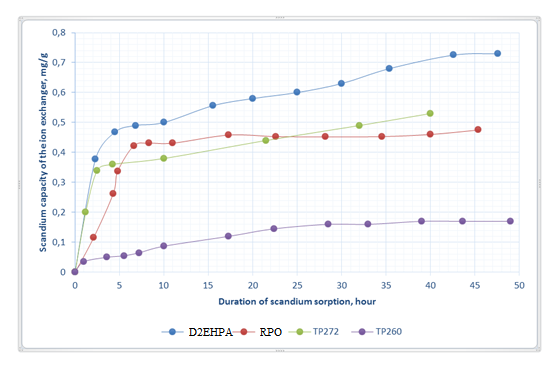 Scandium capacity of the ion exchanger, mg/g
0,8
0,7
0,6
0,5
0,4
0,3
0,2
0,1
0
0 5 10 15 20 25 30 35 40 45 50
Duration of scandium sorption, hour
D2EHPA RPO TP272 TP260